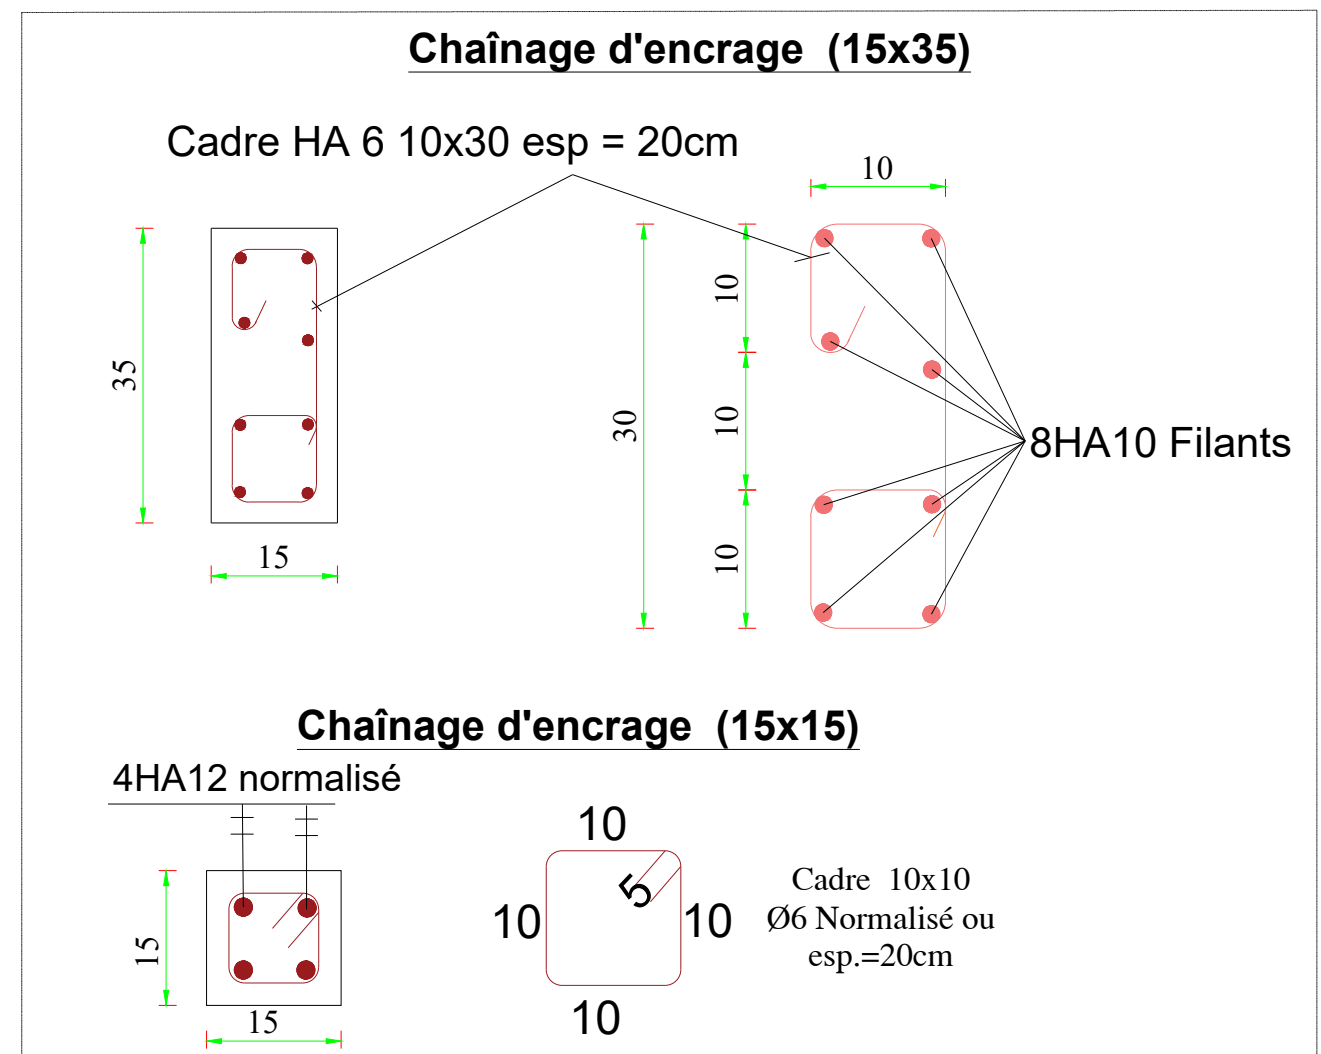 Chaînage d'encrage (15x35)
Cadre HA 6 10x30 esp = 20cm
10
35
15
30
10
10
10
8HA10 Filants
Chaînage d'encrage (15x15)
4HA12 normalisé
15
15
10
10
5
10
10
Cadre 10x10
Ø6 Normalisé ou
esp.=20cm